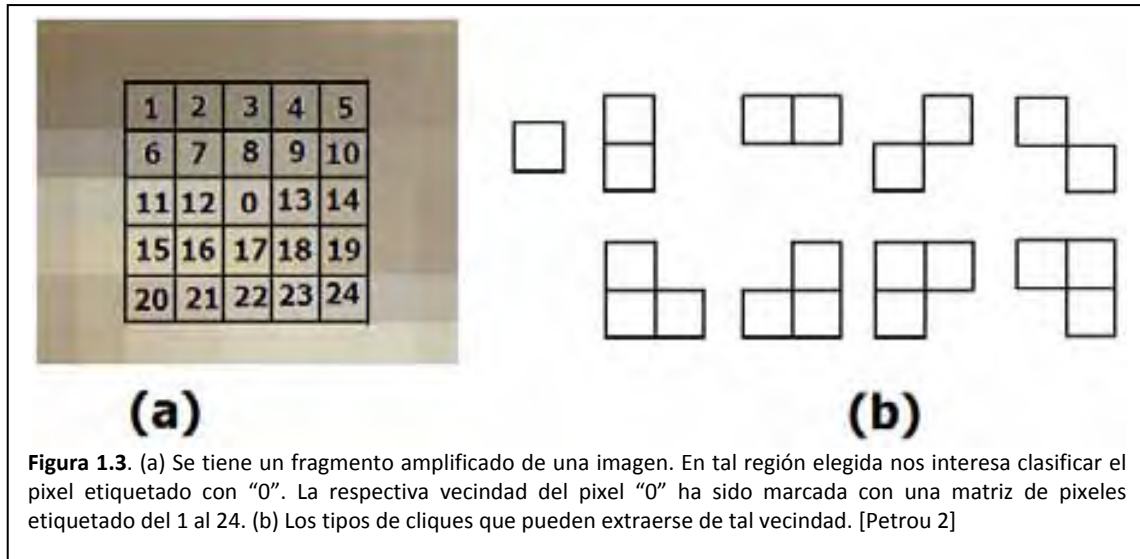 1 2 3 4 5
6 7 8 9 10
11 12 0 13 14
15 16 17 18 19
20 21 22 23 24
(a)
(b)
Figura 1.3. (a) Se tiene un fragmento amplificado de una imagen. En tal región elegida nos interesa clasificar el
pixel etiquetado con “0”. La respectiva vecindad del pixel “0” ha sido marcada con una matriz de pixeles
etiquetado del 1 al 24. (b) Los tipos de cliques que pueden extraerse de tal vecindad. [Petrou 2]